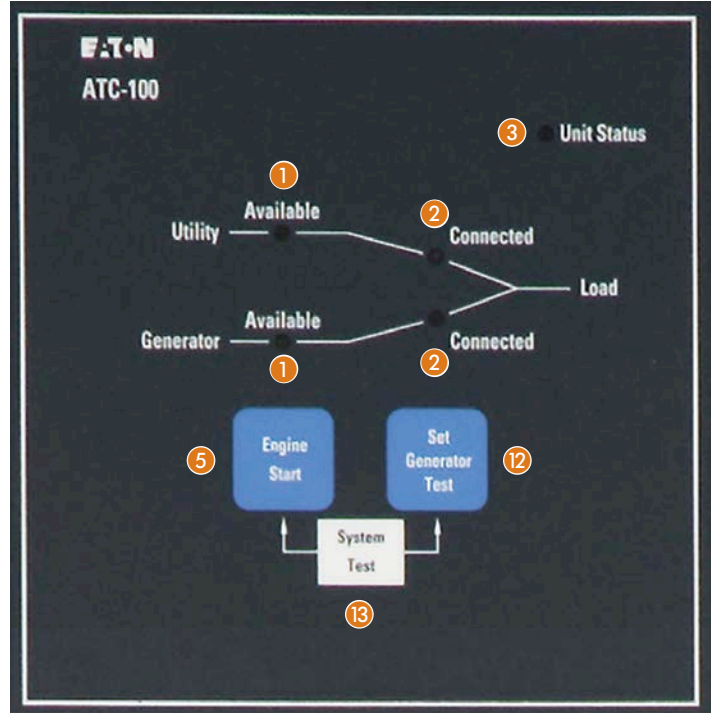 EATON
ATC-100
3 Unit Status
1
Available
2
Utility
Connected
Load
Available
Generator
Connected
1
2
5
Engine
Start
Set
Generator
Test
12
System
Test
13